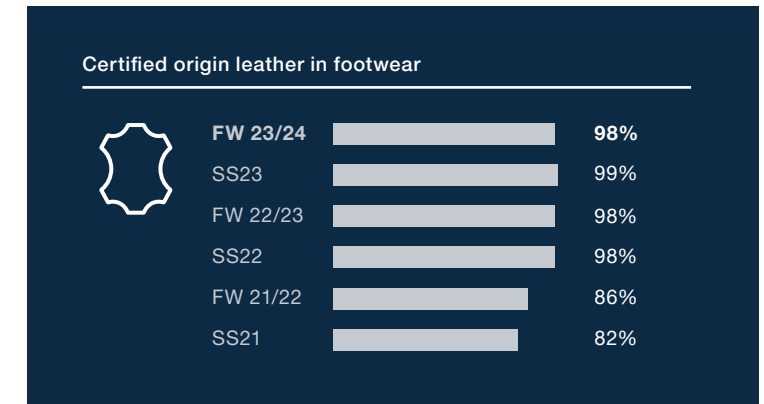 Certified origin leather in footwear
FW 23/24 98%
SS23 99%
FW 22/23 98%
SS22 98%
FW 21/22 86%
SS21 82%